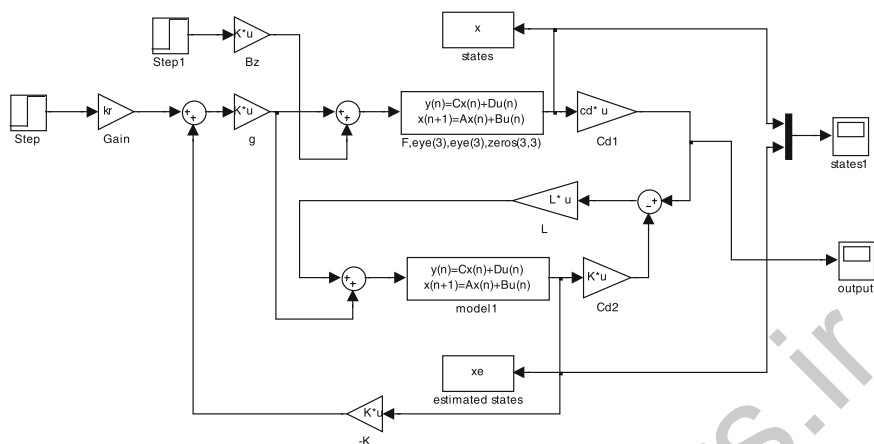 K*u
Step1
Bz
x
states
kr
Step
Gain
+
+
K*u
g
+
+
y(n)=Cx(n)+Du(n)
x(n+1)=Ax(n)+Bu(n)
F,eye(3),eye(3),zeros(3,3)
cd* u
Cd1
states1
L* u
L
−
+
+
+
y(n)=Cx(n)+Du(n)
x(n+1)=Ax(n)+Bu(n)
model1
K*u
Cd2
output
xe
estimated states
K*u
-K
s.ir